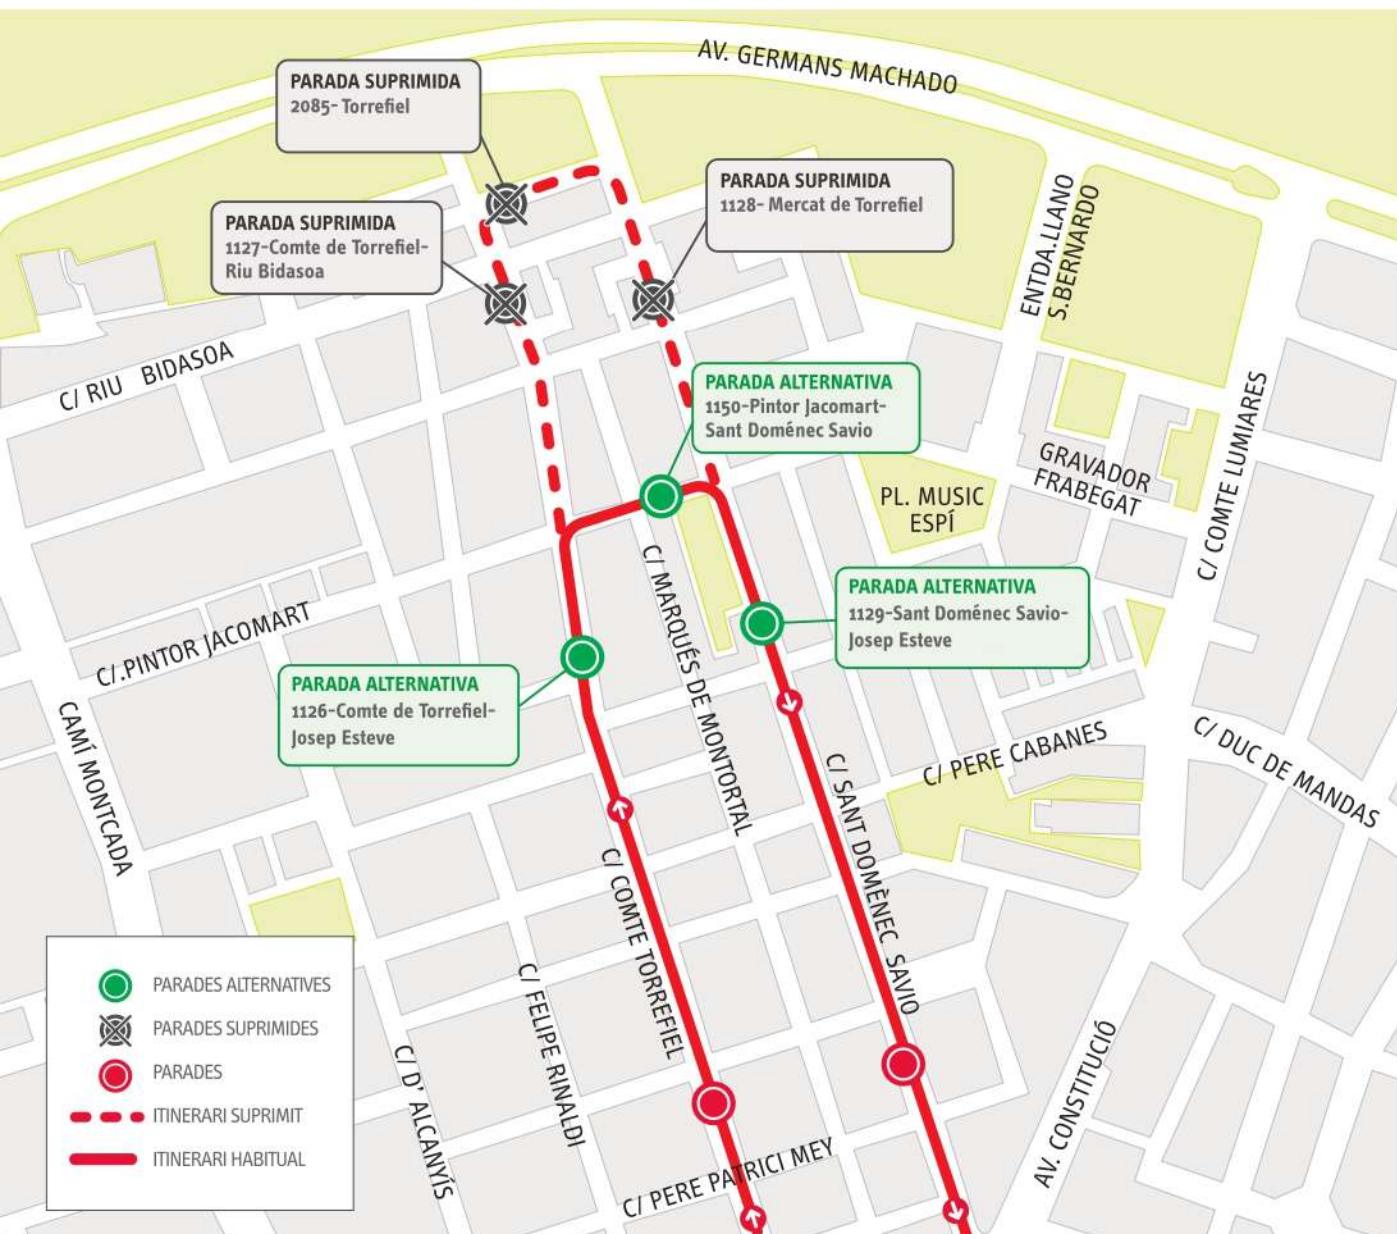 AV. GERMANS MACHADO
PARADA SUPRIMIDA
2085- Torrefiel
PARADA SUPRIMIDA
1128- Mercat de Torrefiel
PARADA SUPRIMIDA
1127-Comte de Torrefiel-
Riu Bidasoa
ENTDA.LLANO
S.BERNARDO
C/ RIU BIDASOA
PARADA ALTERNATIVA
1150-Pintor Jacomart-
Sant Doménec Savio
C/ COMTE LUMIARES
GRAVADOR
FRABEGAT
PL. MUSIC
ESPÍ
PARADA ALTERNATIVA
1129-Sant Doménec Savio-
Josep Esteve
C/.PINTOR JACOMART
C/ MARQUÉS DE MONTORTAL
PARADA ALTERNATIVA
1126-Comte de Torrefiel-
Josep Esteve
CAMÍ MONTCADA
C/ PERE CABANES
C/ DUC DE MANDAS
C/ SANT DOMÈNEC SAVIO
C/ COMTE TORREFIEL
C/ FELIPE RINALDI
C/ D' ALCANYÍS
AV. CONSTITUCIÓ
C/ PERE PATRICI MEY
PARADES ALTERNATIVES
PARADES SUPRIMIDES
PARADES
ITINERARI SUPRIMIT
ITINERARI HABITUAL